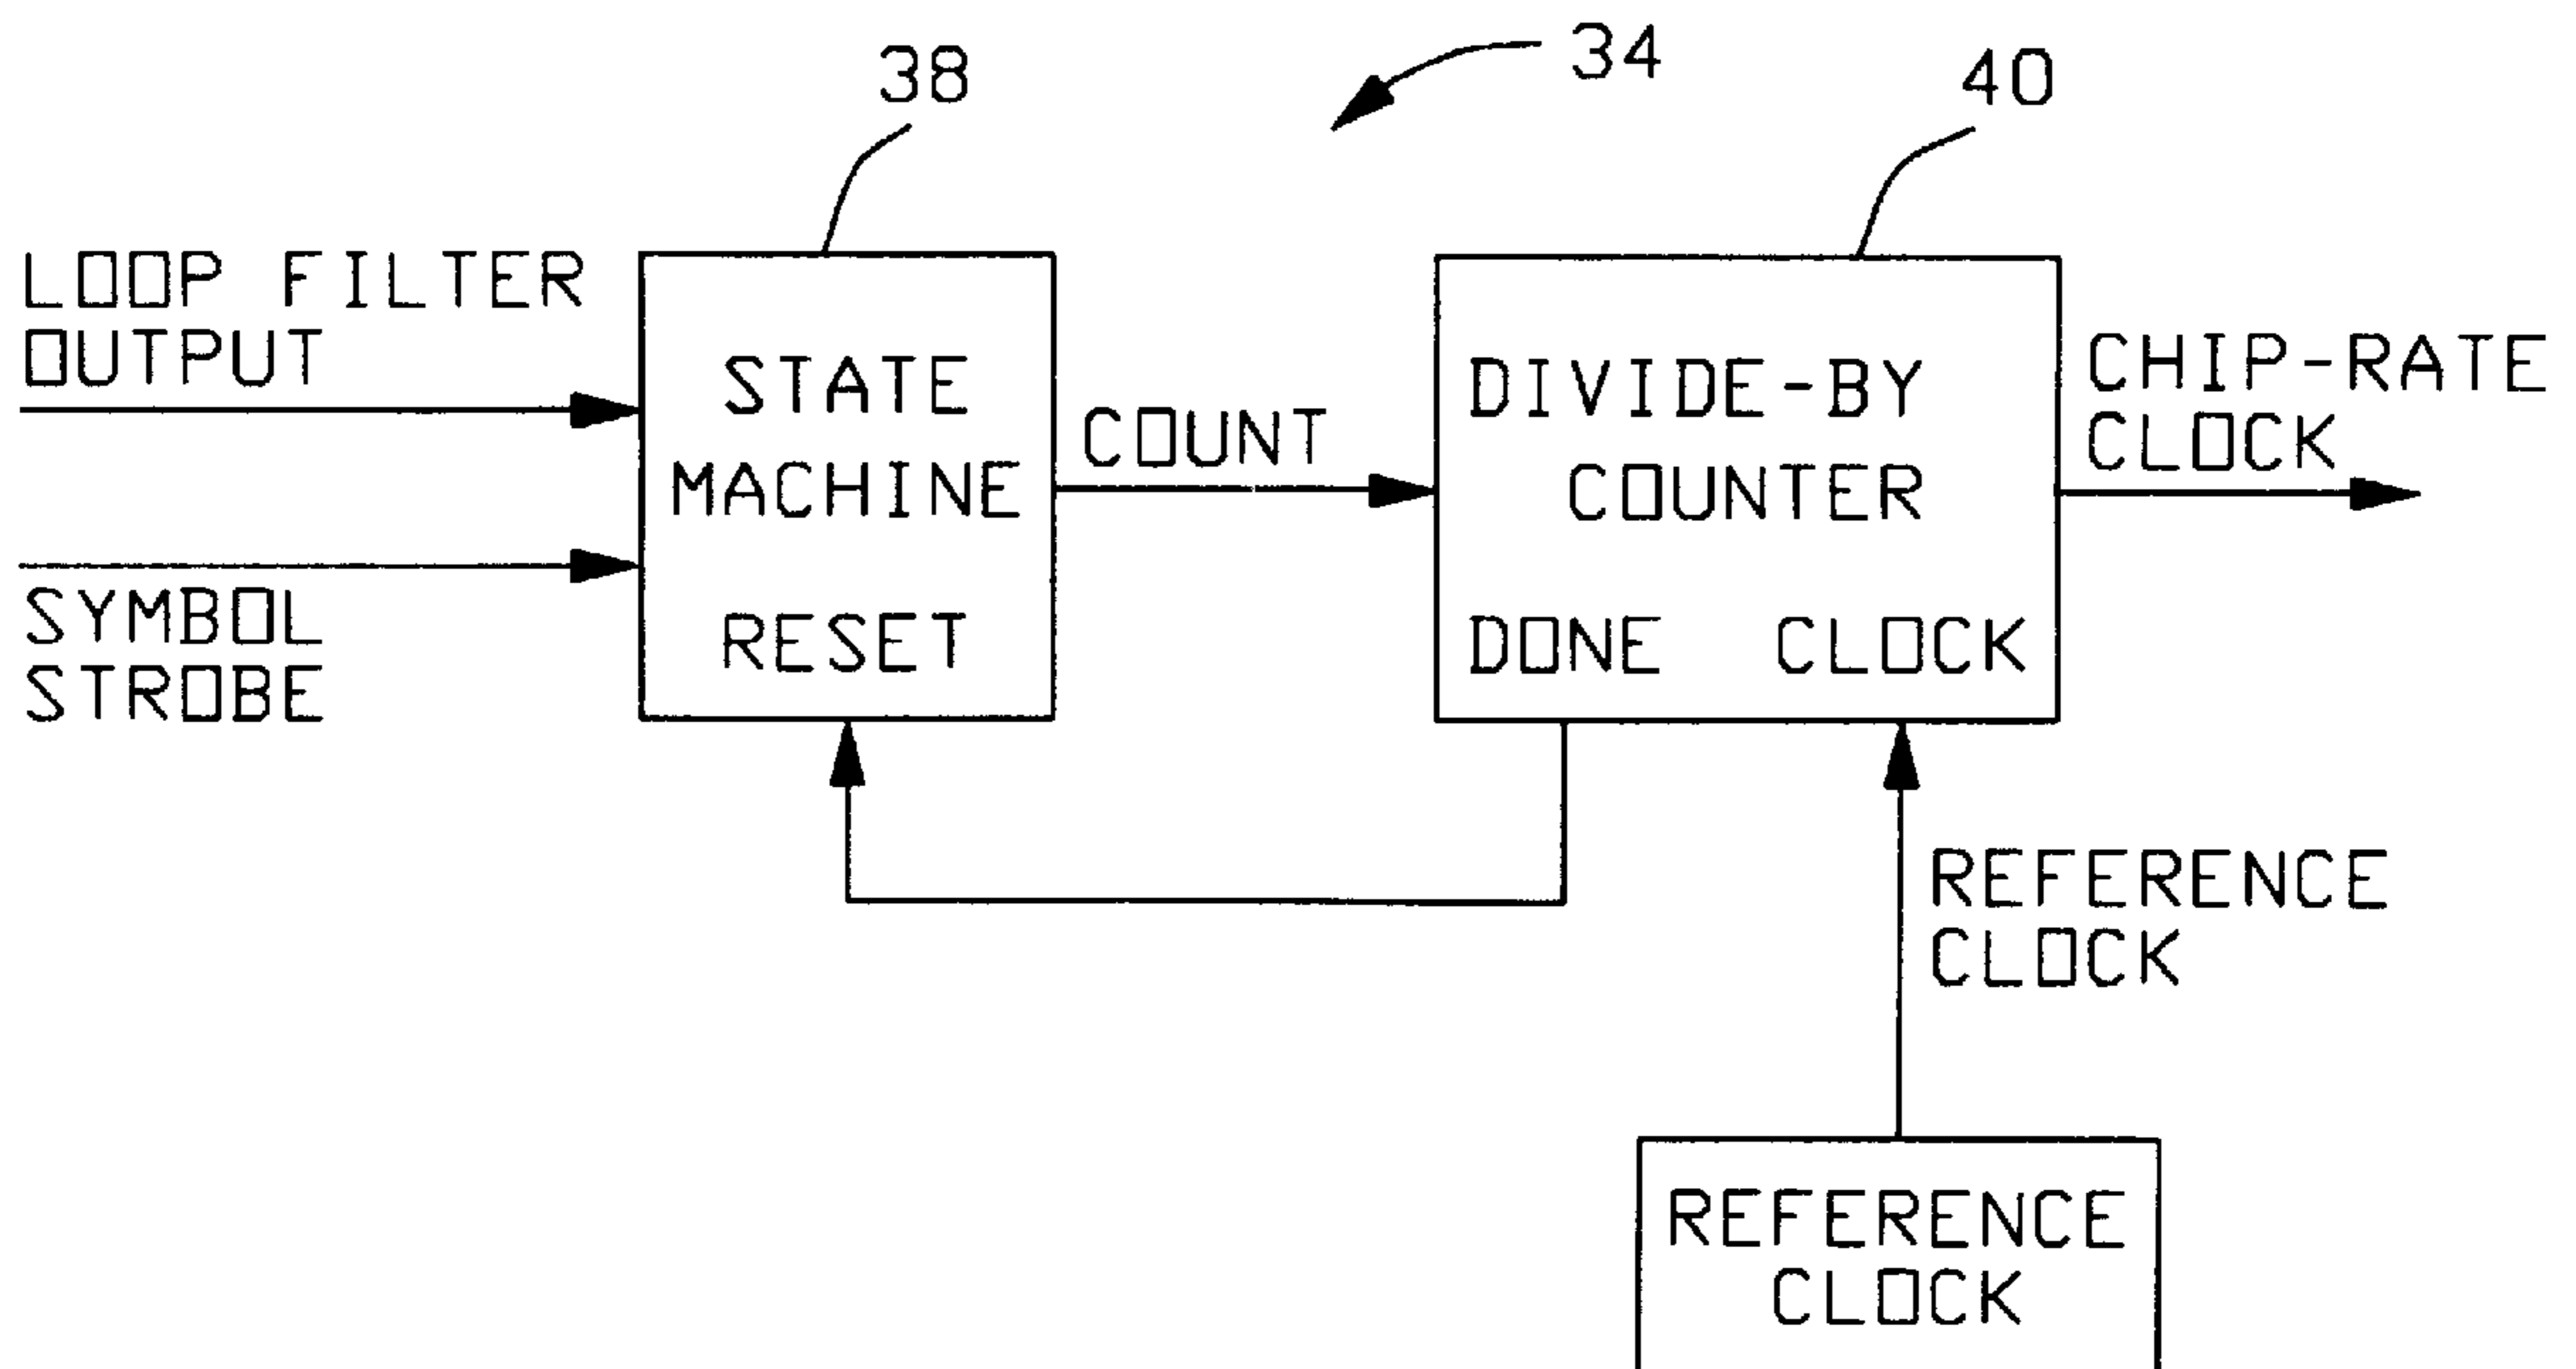 34
38
40
LOOP FILTER
OUTPUT
SYMBOL
STROBE
STATE
MACHINE
RESET
COUNT
DIVIDE-BY
COUNTER
DONE CLOCK
CHIP-RATE
CLOCK
REFERENCE
CLOCK
REFERENCE
CLOCK